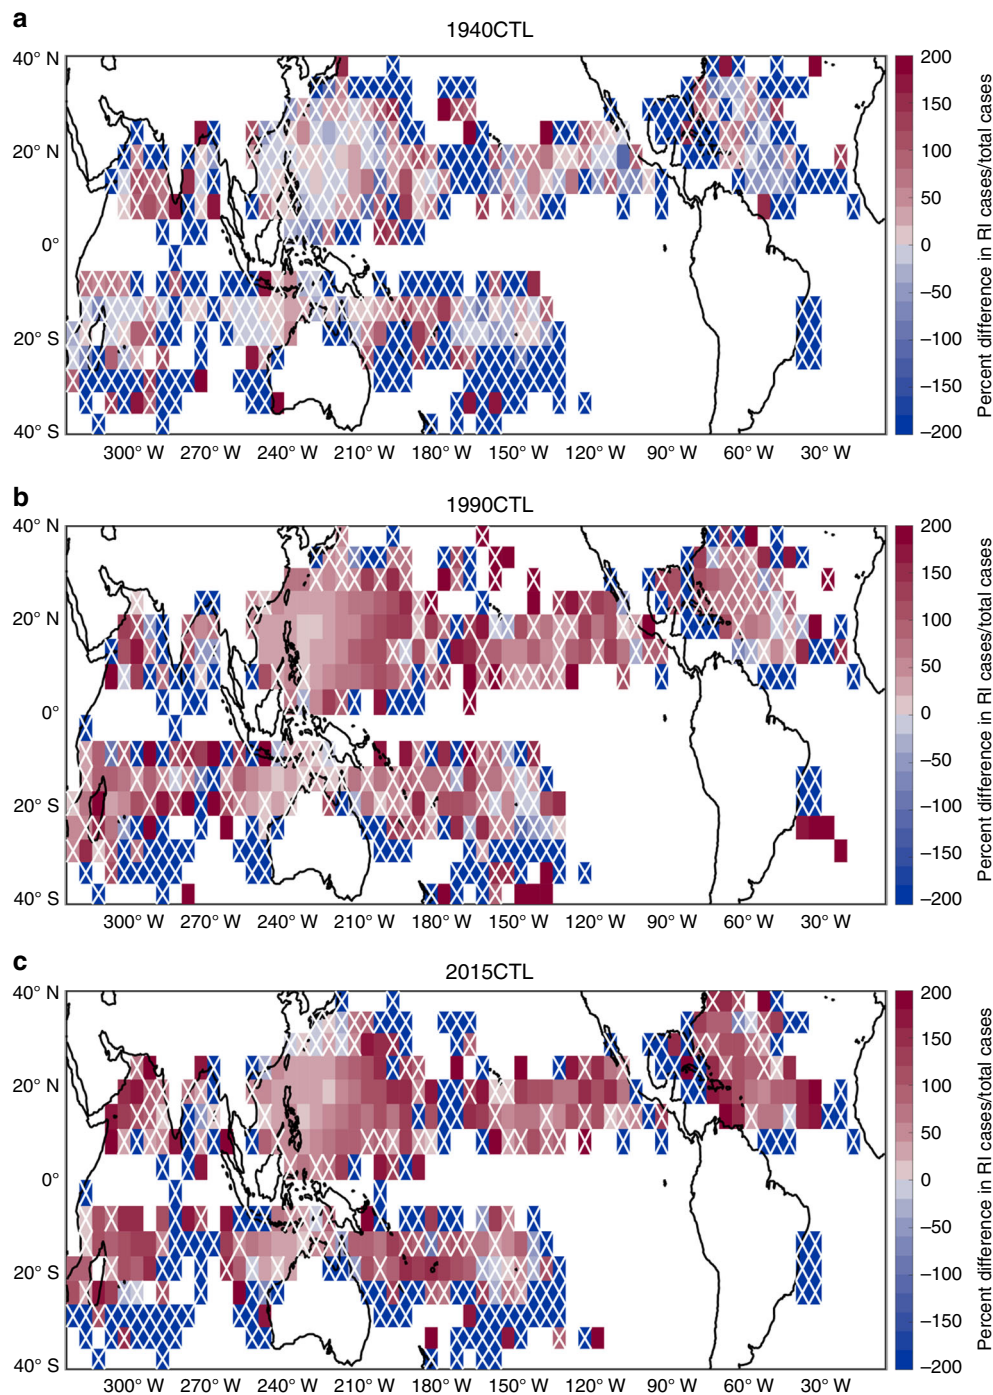 a
1940CTL
40° N
20° N
0°
20° S
40° S
300° W 270° W 240° W 210° W 180° W 150° W 120° W 90° W 60° W 30° W
200
150
100
50
0
−50
−100
−150
−200
Percent difference in RI cases/total cases
b
1990CTL
40° N
20° N
0°
20° S
40° S
300° W 270° W 240° W 210° W 180° W 150° W 120° W 90° W 60° W 30° W
200
150
100
50
0
−50
−100
−150
−200
Percent difference in RI cases/total cases
c
2015CTL
40° N
20° N
0°
20° S
40° S
300° W 270° W 240° W 210° W 180° W 150° W 120° W 90° W 60° W 30° W
200
150
100
50
0
−50
−100
−150
−200
Percent difference in RI cases/total cases